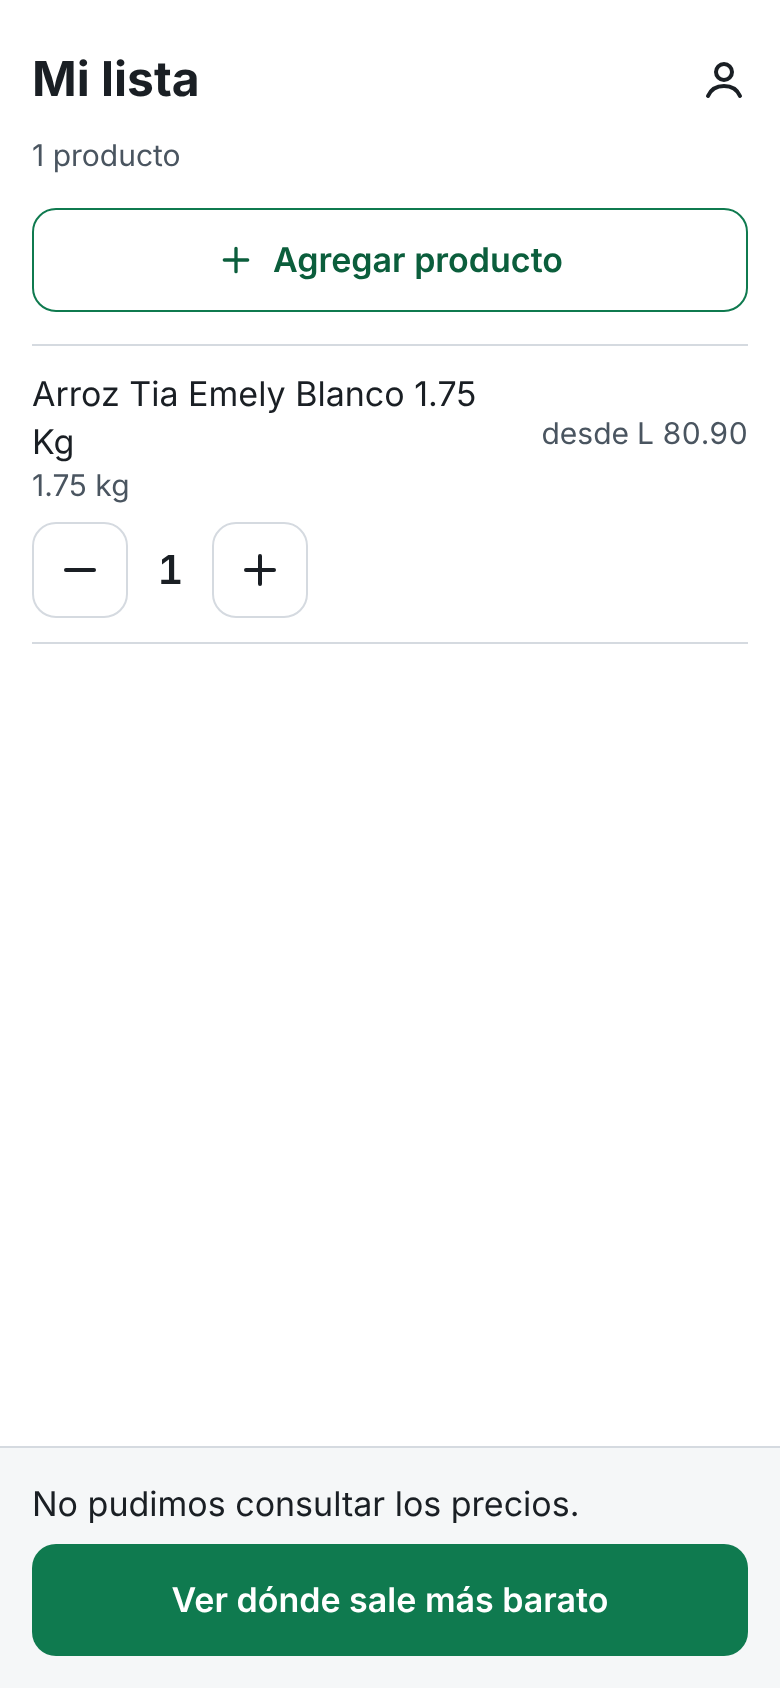 Mi lista
1 producto
+ Agregar producto
Arroz Tia Emely Blanco 1.75
Kg
desde L 80.90
1.75 kg
− 1 +
No pudimos consultar los precios.
Ver dónde sale más barato